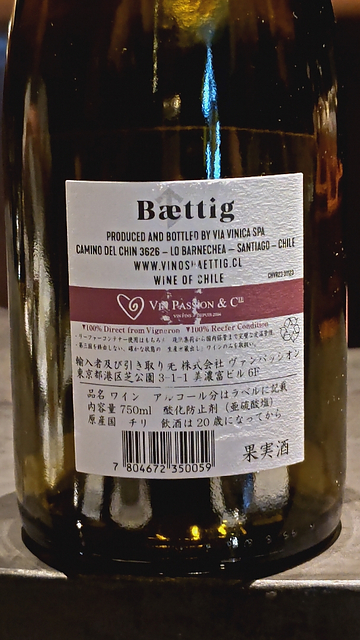 Bættig
PRODUCED AND BOTTLED BY VIA VINICA SPA
CAMINO DEL CHIN 3626 – LO BARNECHEA – SANTIAGO – CHILE
WWW.VINOSBAETTIG.CL
WINE OF CHILE
VIN PASSION & Cie
♥100% Direct from Vigneron ♥100% Reefer Condition
輸入者及び引き取り先 株式会社 ヴァンパッシオン
東京都港区芝公園 3-1-1 美濃富ビル 6F
品名 ワイン アルコール分はラベルに記載
内容量 750ml 酸化防止剤（亜硫酸塩）
原産国 チリ 飲酒は20歳になってから
7 804672 350059
果実酒